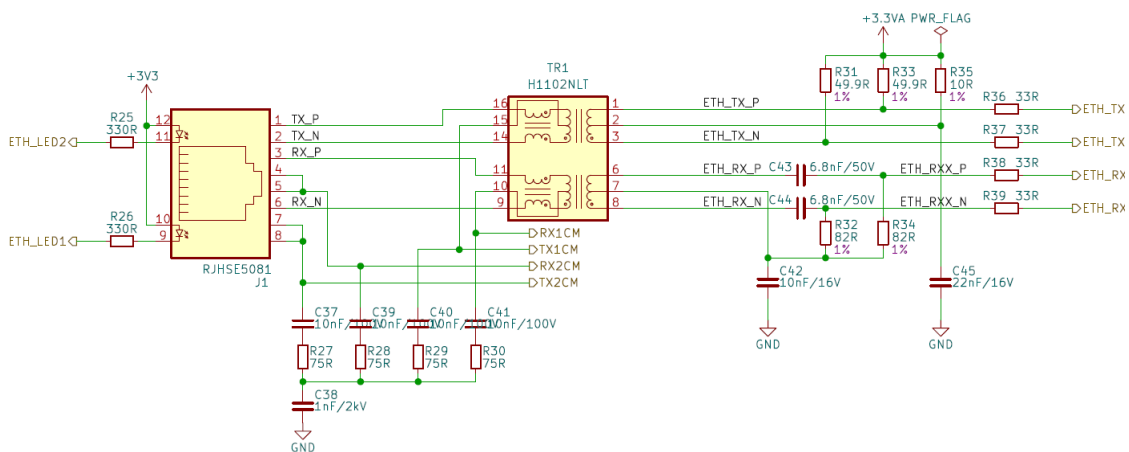 +3.3VA PWR_FLAG
+3V3
TR1
H1102NLT
R31
49.9R
1%
R33
49.9R
1%
R35
10R
1%
R36 33R
R25
330R
ETH_LED2
12
11
10
9
1
2
3
4
5
6
7
8
TX_P
TX_N
RX_P
RX_N
16
15
14
11
10
9
1
2
3
6
7
8
ETH_TX_P
ETH_TX_N
ETH_RX_P
ETH_RX_N
ETH_TX
R37 33R
ETH_TX
C43 6.8nF/50V
ETH_RXX_P
R38 33R
ETH_RX
C44 6.8nF/50V
ETH_RXX_N
R39 33R
ETH_RX
R26
330R
ETH_LED1
RJHSE5081
J1
RX1CM
TX1CM
RX2CM
TX2CM
R32
82R
1%
R34
82R
1%
C42
10nF/16V
C45
22nF/16V
GND
GND
C37
10nF/100V
C39
10nF/100V
C40
10nF/100V
C41
10nF/100V
R27
75R
R28
75R
R29
75R
R30
75R
C38
1nF/2kV
GND